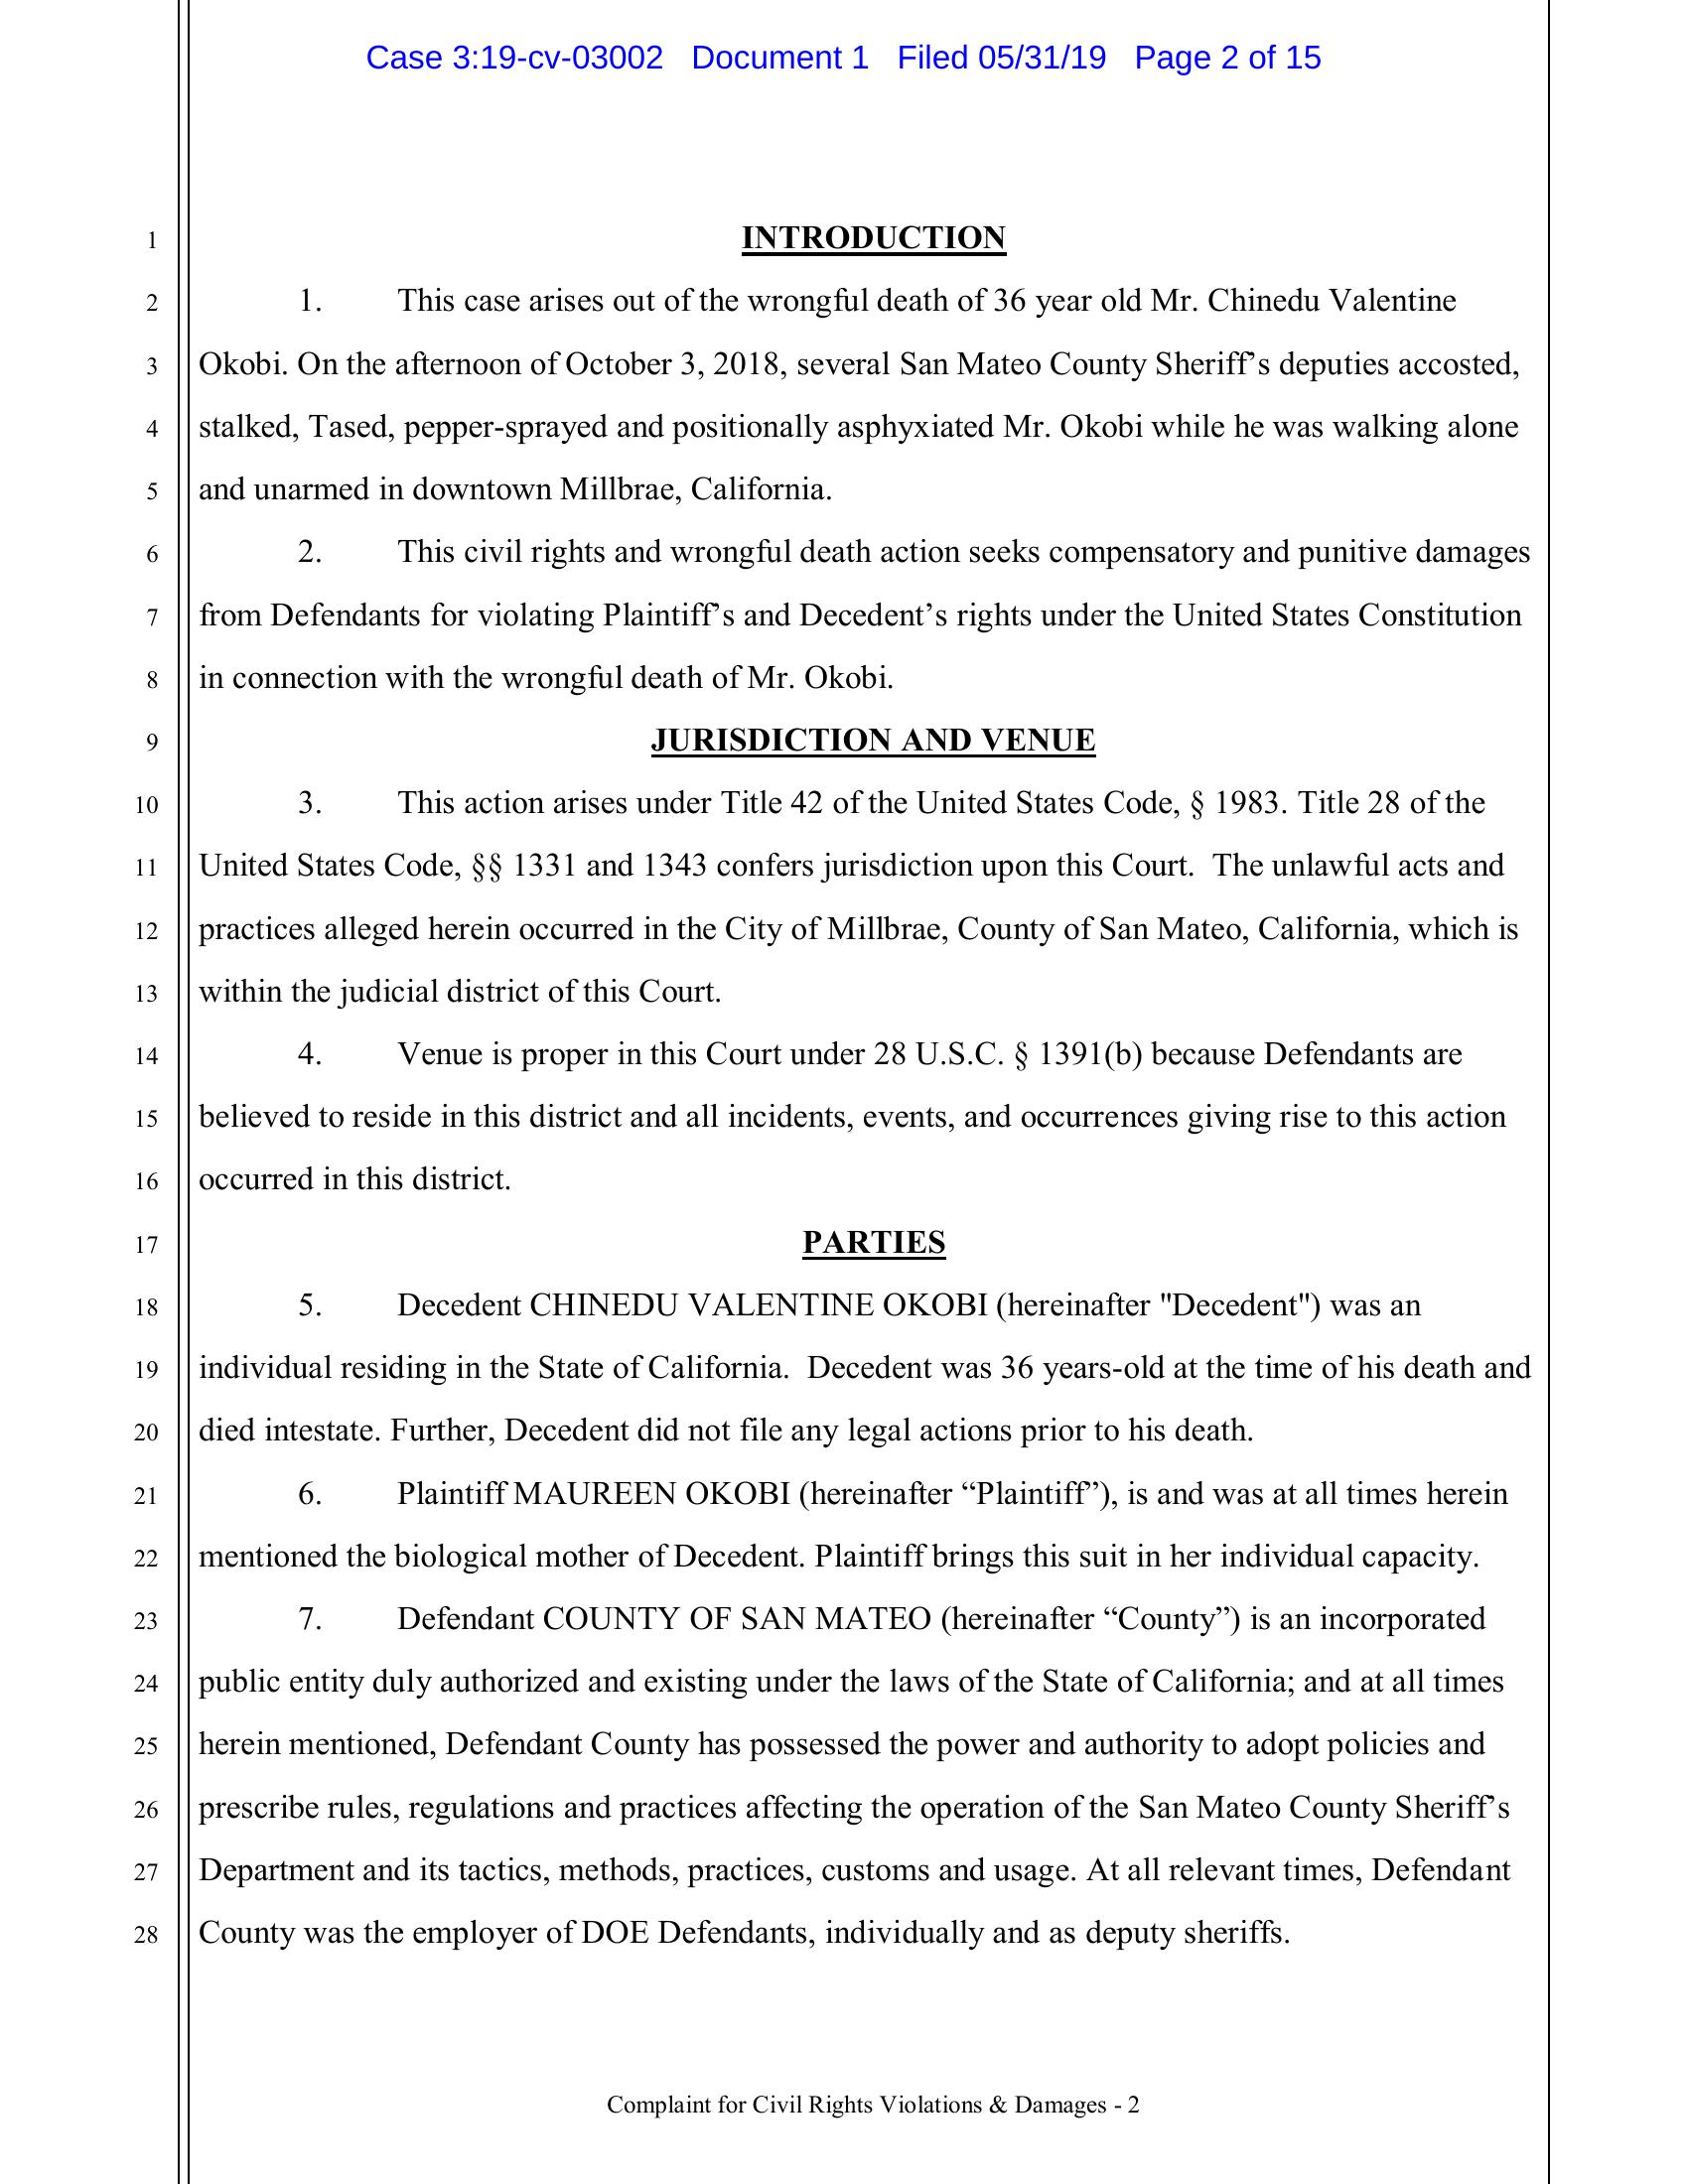 Case 3:19-cv-03002 Document 1 Filed 05/31/19 Page 2 of 15
1 INTRODUCTION
2 1. This case arises out of the wrongful death of 36 year old Mr. Chinedu Valentine
3 Okobi. On the afternoon of October 3, 2018, several San Mateo County Sheriff’s deputies accosted,
4 stalked, Tased, pepper-sprayed and positionally asphyxiated Mr. Okobi while he was walking alone
5 and unarmed in downtown Millbrae, California.
6 2. This civil rights and wrongful death action seeks compensatory and punitive damages
7 from Defendants for violating Plaintiff’s and Decedent’s rights under the United States Constitution
8 in connection with the wrongful death of Mr. Okobi.
9 JURISDICTION AND VENUE
10 3. This action arises under Title 42 of the United States Code, § 1983. Title 28 of the
11 United States Code, §§ 1331 and 1343 confers jurisdiction upon this Court.  The unlawful acts and
12 practices alleged herein occurred in the City of Millbrae, County of San Mateo, California, which is
13 within the judicial district of this Court.
14 4. Venue is proper in this Court under 28 U.S.C. § 1391(b) because Defendants are
15 believed to reside in this district and all incidents, events, and occurrences giving rise to this action
16 occurred in this district.
17 PARTIES
18 5. Decedent CHINEDU VALENTINE OKOBI (hereinafter "Decedent") was an
19 individual residing in the State of California.  Decedent was 36 years-old at the time of his death and
20 died intestate. Further, Decedent did not file any legal actions prior to his death.
21 6. Plaintiff MAUREEN OKOBI (hereinafter “Plaintiff”), is and was at all times herein
22 mentioned the biological mother of Decedent. Plaintiff brings this suit in her individual capacity.
23 7. Defendant COUNTY OF SAN MATEO (hereinafter “County”) is an incorporated
24 public entity duly authorized and existing under the laws of the State of California; and at all times
25 herein mentioned, Defendant County has possessed the power and authority to adopt policies and
26 prescribe rules, regulations and practices affecting the operation of the San Mateo County Sheriff’s
27 Department and its tactics, methods, practices, customs and usage. At all relevant times, Defendant
28 County was the employer of DOE Defendants, individually and as deputy sheriffs.
Complaint for Civil Rights Violations & Damages - 2